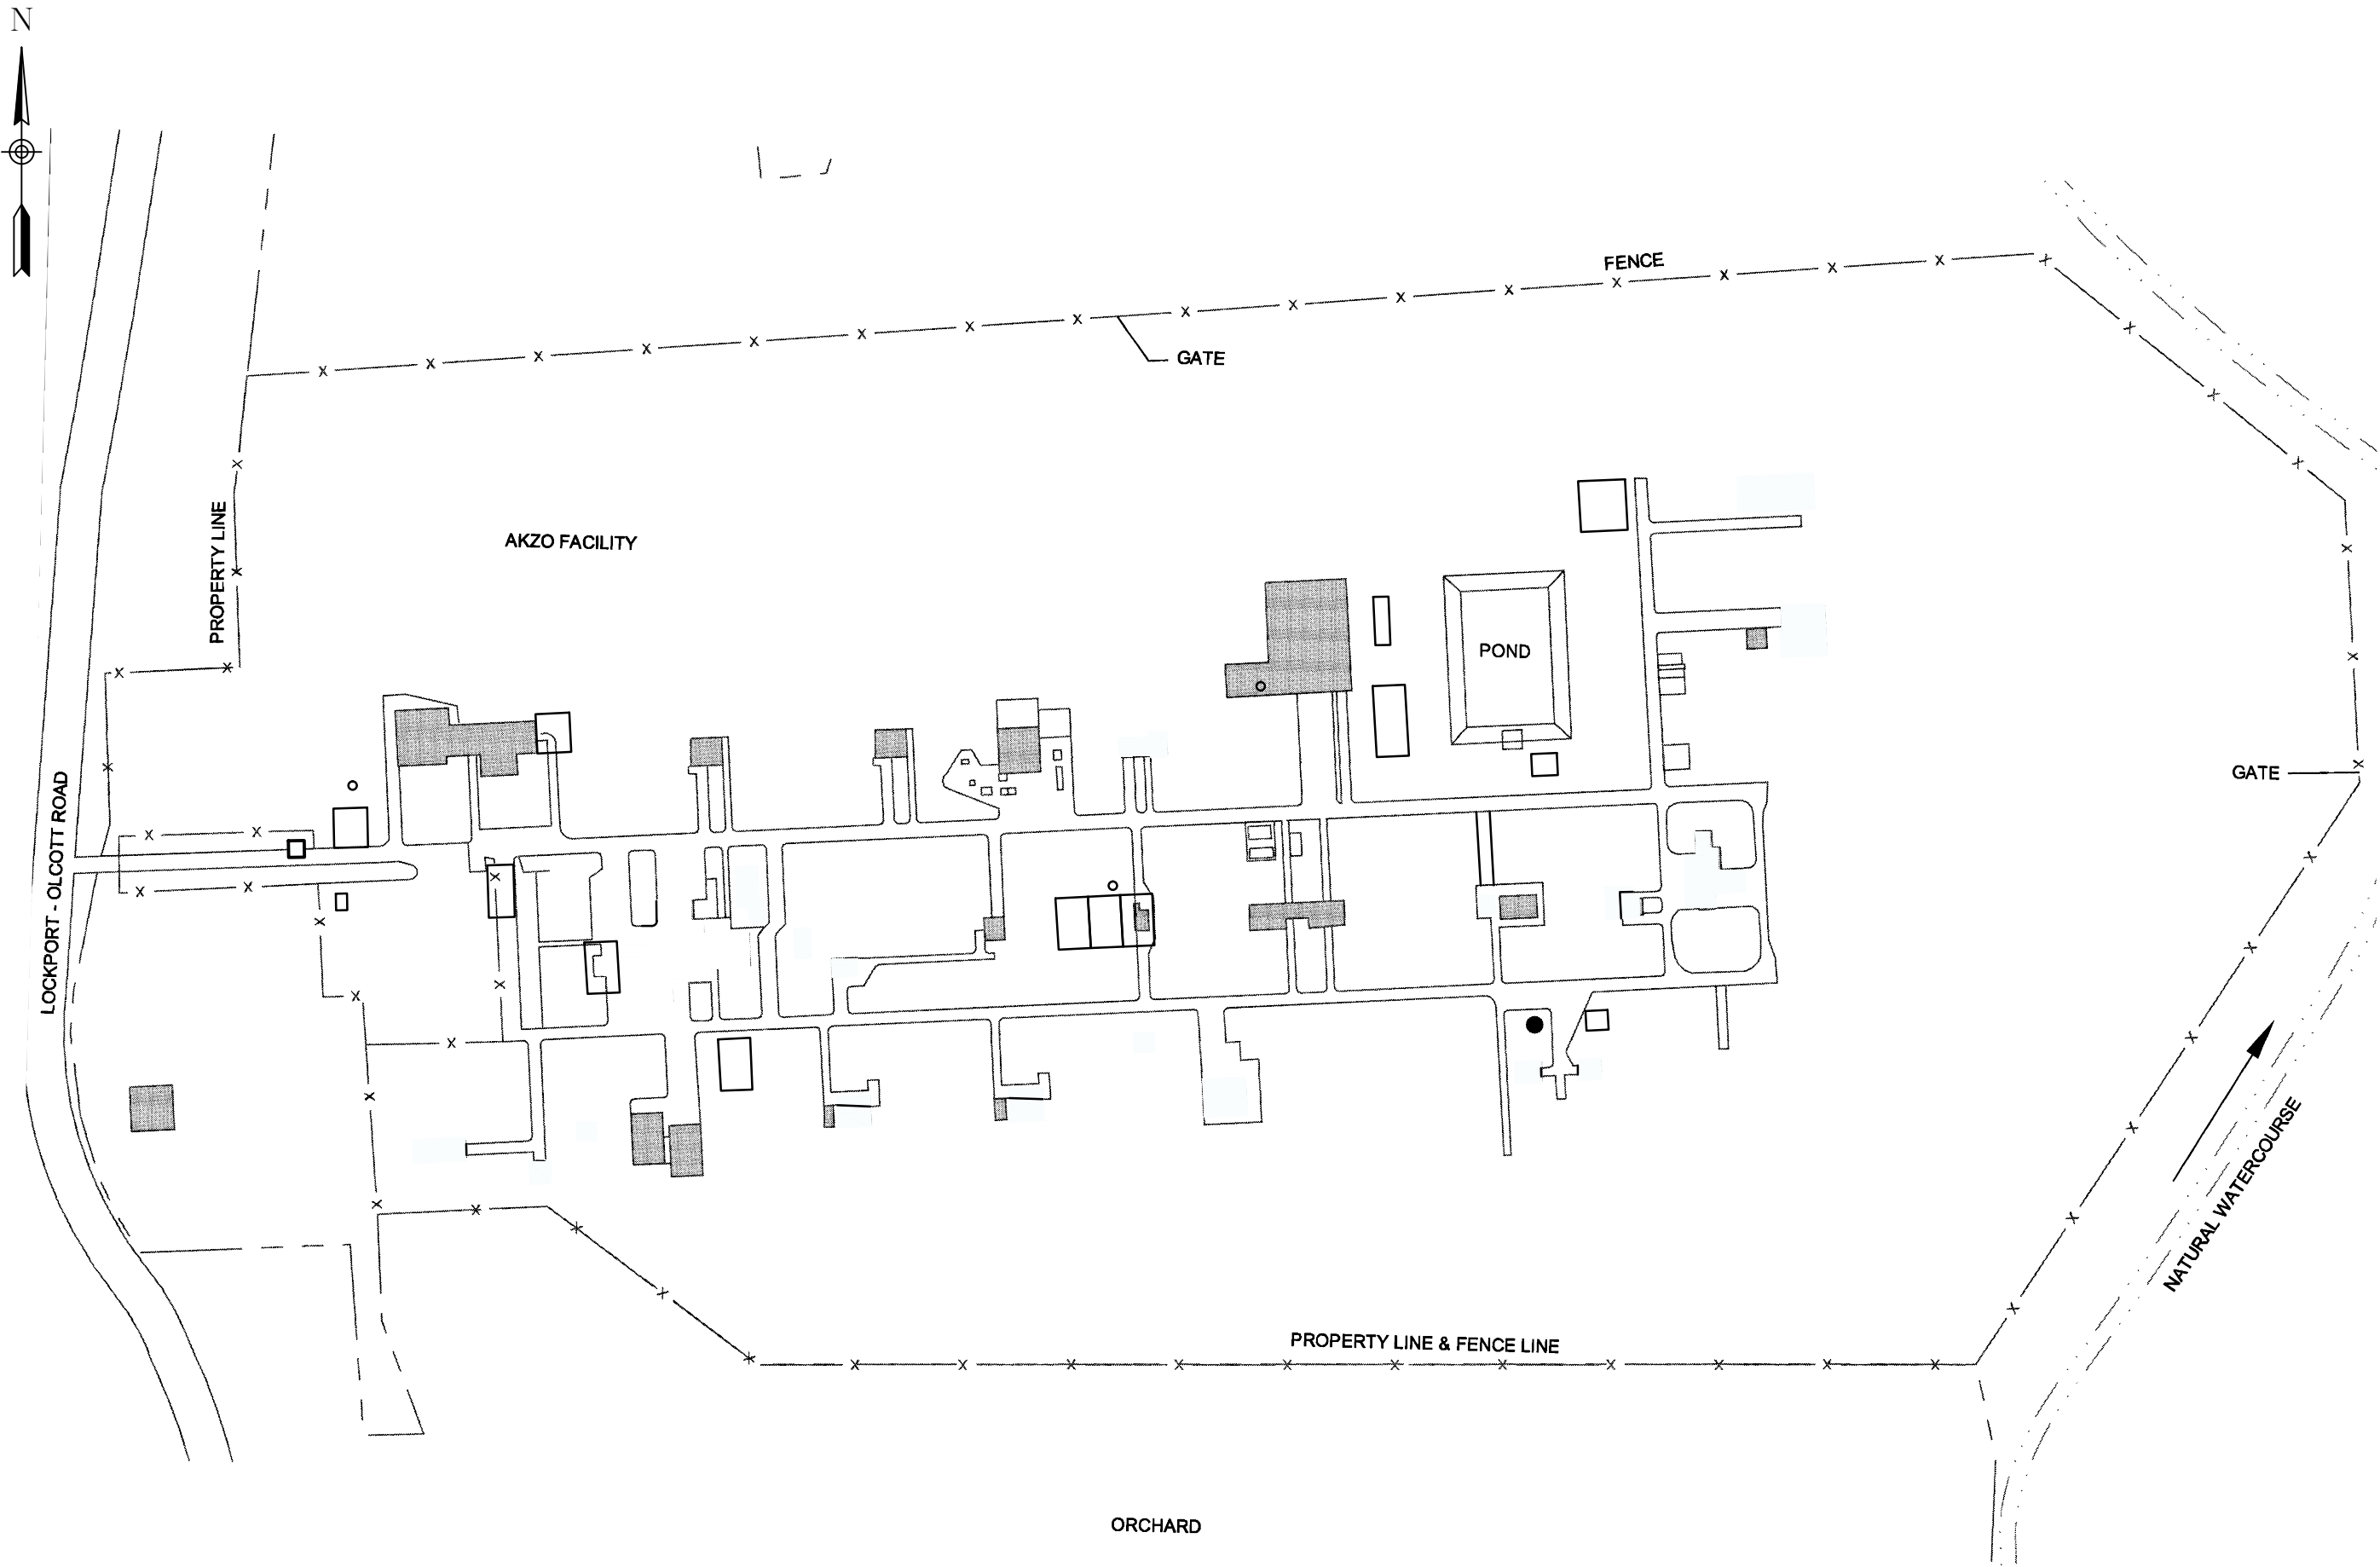 N
FENCE
GATE
PROPERTY LINE
AKZO FACILITY
POND
GATE
LOCKPORT - OLCOTT ROAD
NATURAL WATERCOURSE
PROPERTY LINE & FENCE LINE
ORCHARD